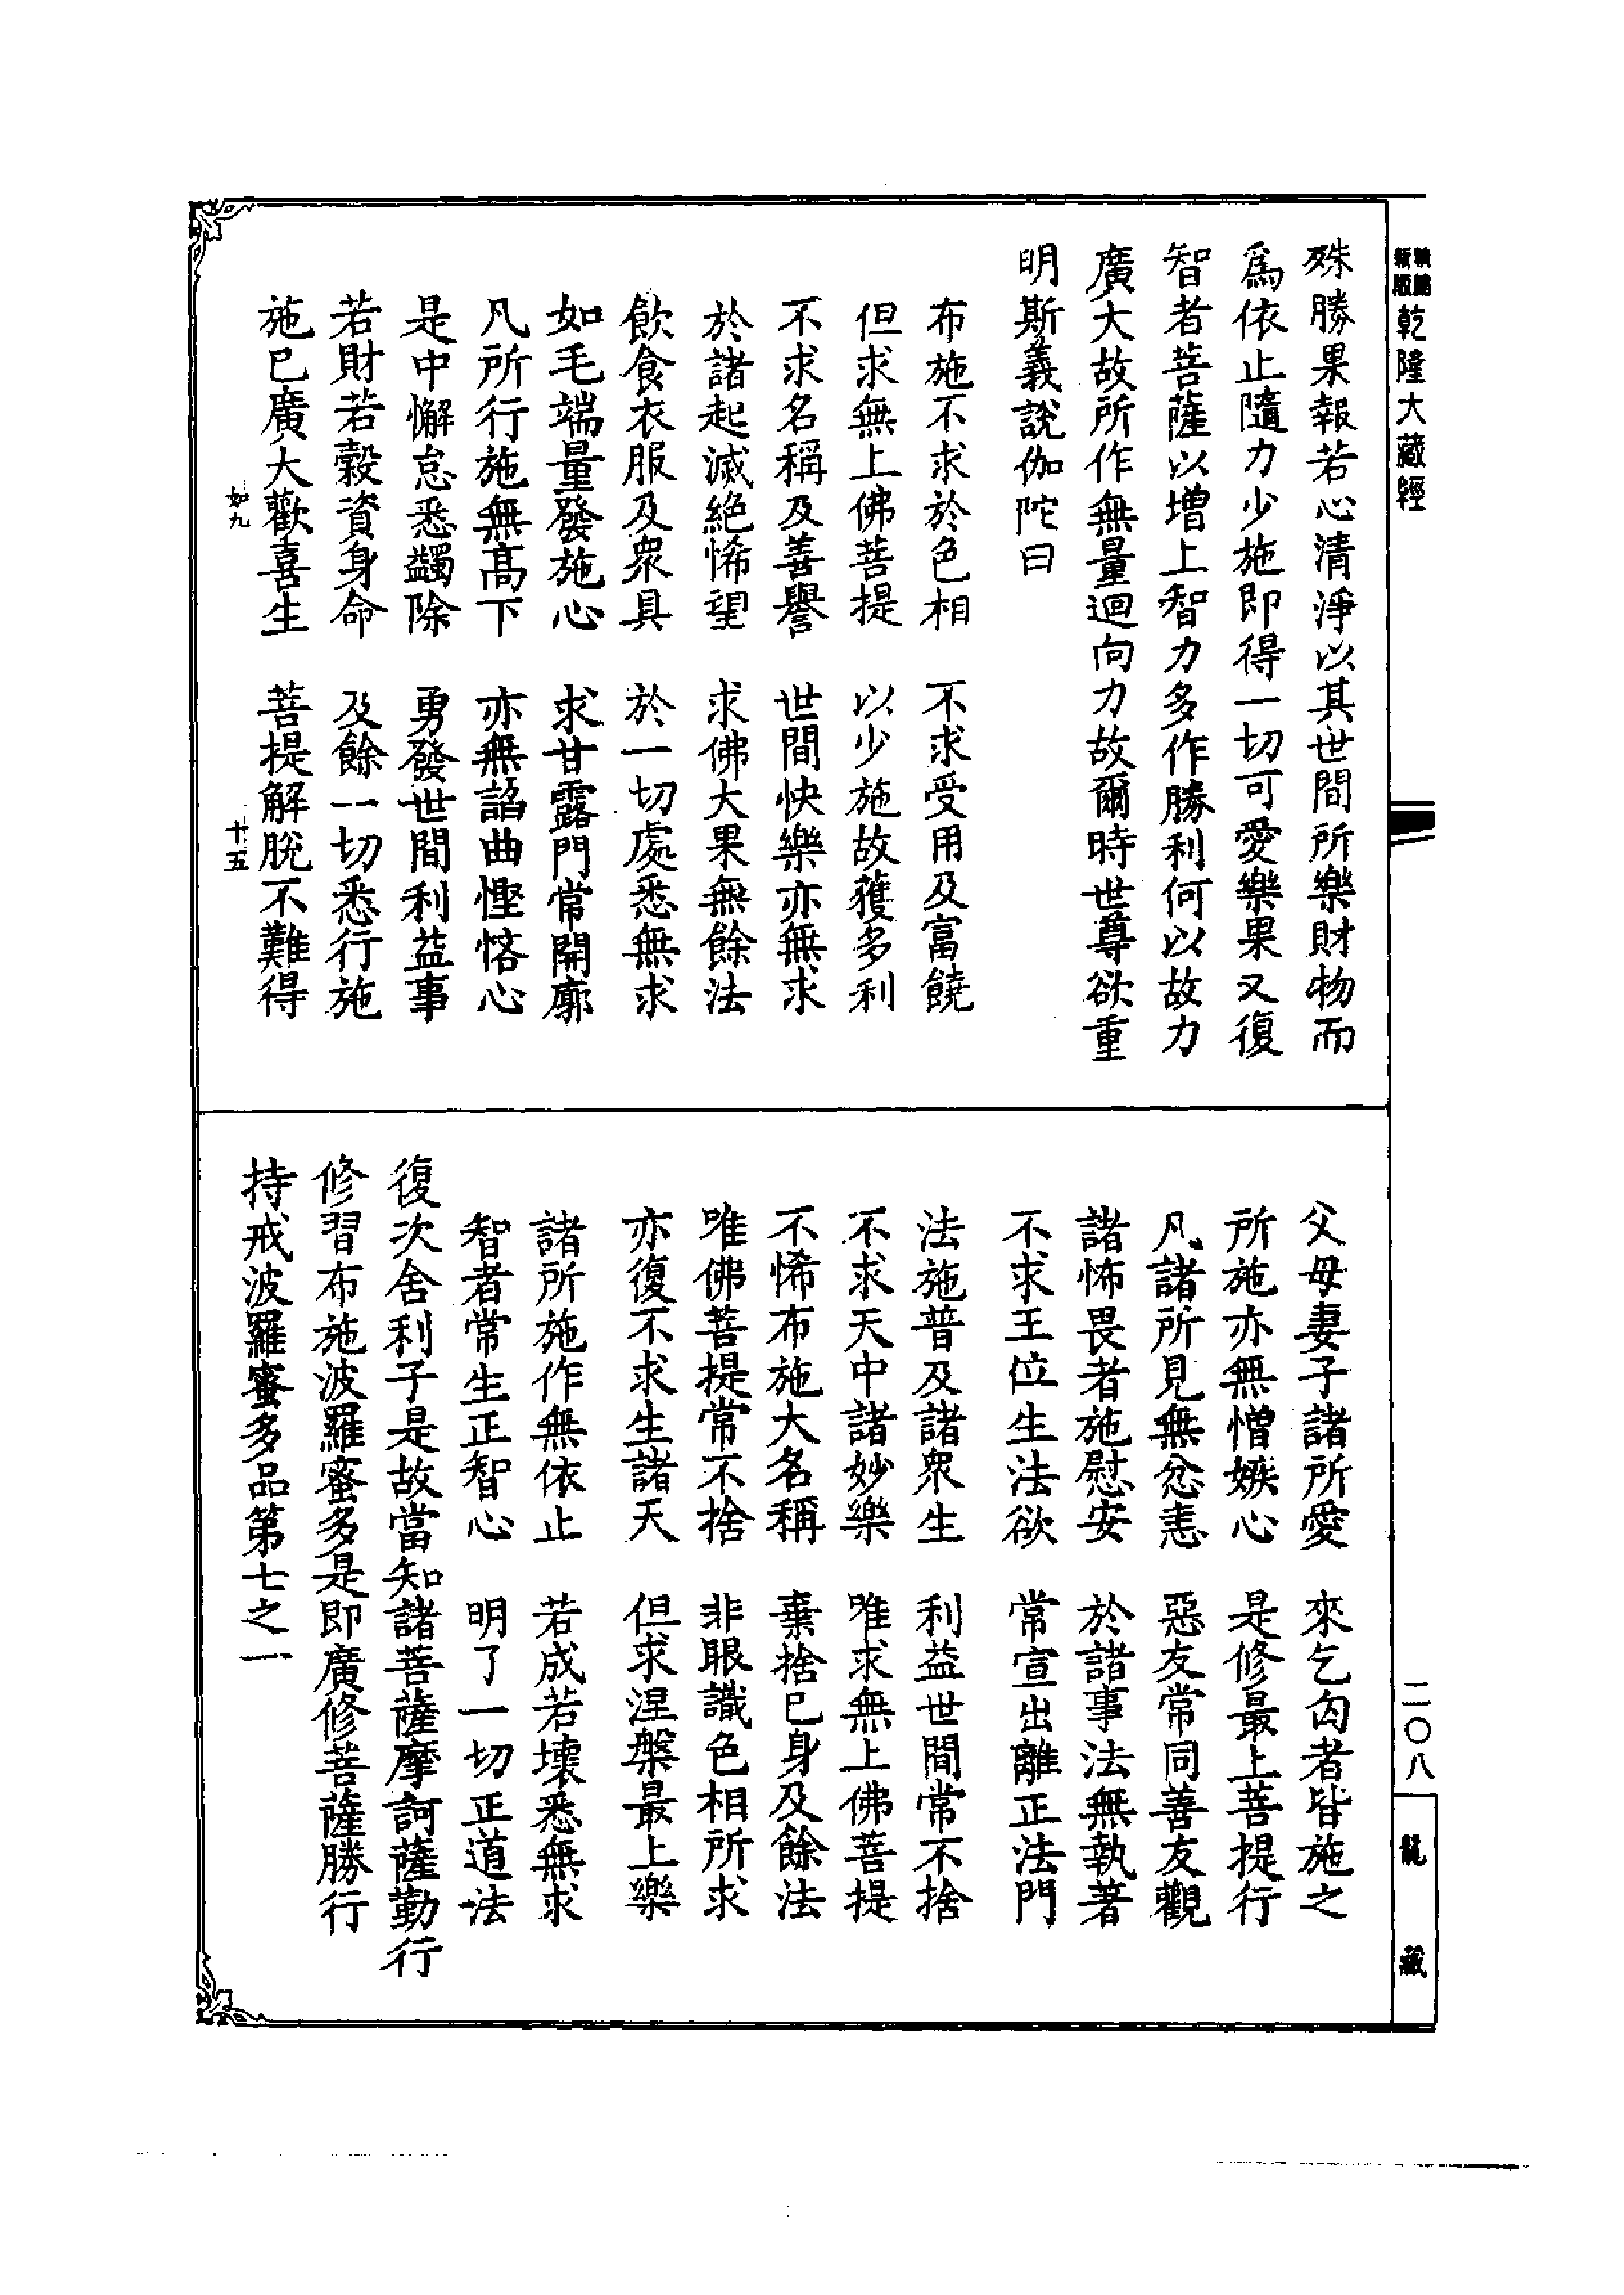 乾隆大藏經
殊勝果報若心清淨以其世間所樂財物而
爲依止隨力少施即得一切可愛樂果又復
智者菩薩以增上智力多作勝利何以故力
廣大故所作無量迴向力故爾時世尊欲重
明斯義說伽陀曰
布施不求於色相　不求受用及富饒
但求無上佛菩提　以少施故獲多利
不求名稱及善譽　世間快樂亦無求
於諸起滅絕悕望　求佛大果無餘法
飲食衣服及衆具　於一切處悉無求
如毛端量發施心　求甘露門常開廓
凡所行施無高下　亦無諂曲慳悋心
是中懈怠悉蠲除　勇發世間利益事
若財若穀資身命　及餘一切悉行施
施已廣大歡喜生　菩提解脫不難得
如九　十五
父母妻子諸所愛　來乞匃者皆施之
所施亦無憎嫉心　是修最上菩提行
凡諸所見無忿恚　惡友常同善友觀
諸怖畏者施慰安　於諸事法無執著
不求王位生法欲　常宣出離正法門
法施普及諸衆生　利益世間常不捨
不求天中諸妙樂　唯求無上佛菩提
不悕布施大名稱　棄捨已身及餘法
唯佛菩提常不捨　非眼識色相所求
亦復不求生諸天　但求涅槃最上樂
諸所施作無依止　若成若壞悉無求
智者常生正智心　明了一切正道法
復次舍利子是故當知諸菩薩摩訶薩勤行
修習布施波羅蜜多是即廣修菩薩勝行
持戒波羅蜜多品第七之一
二〇八
龍藏